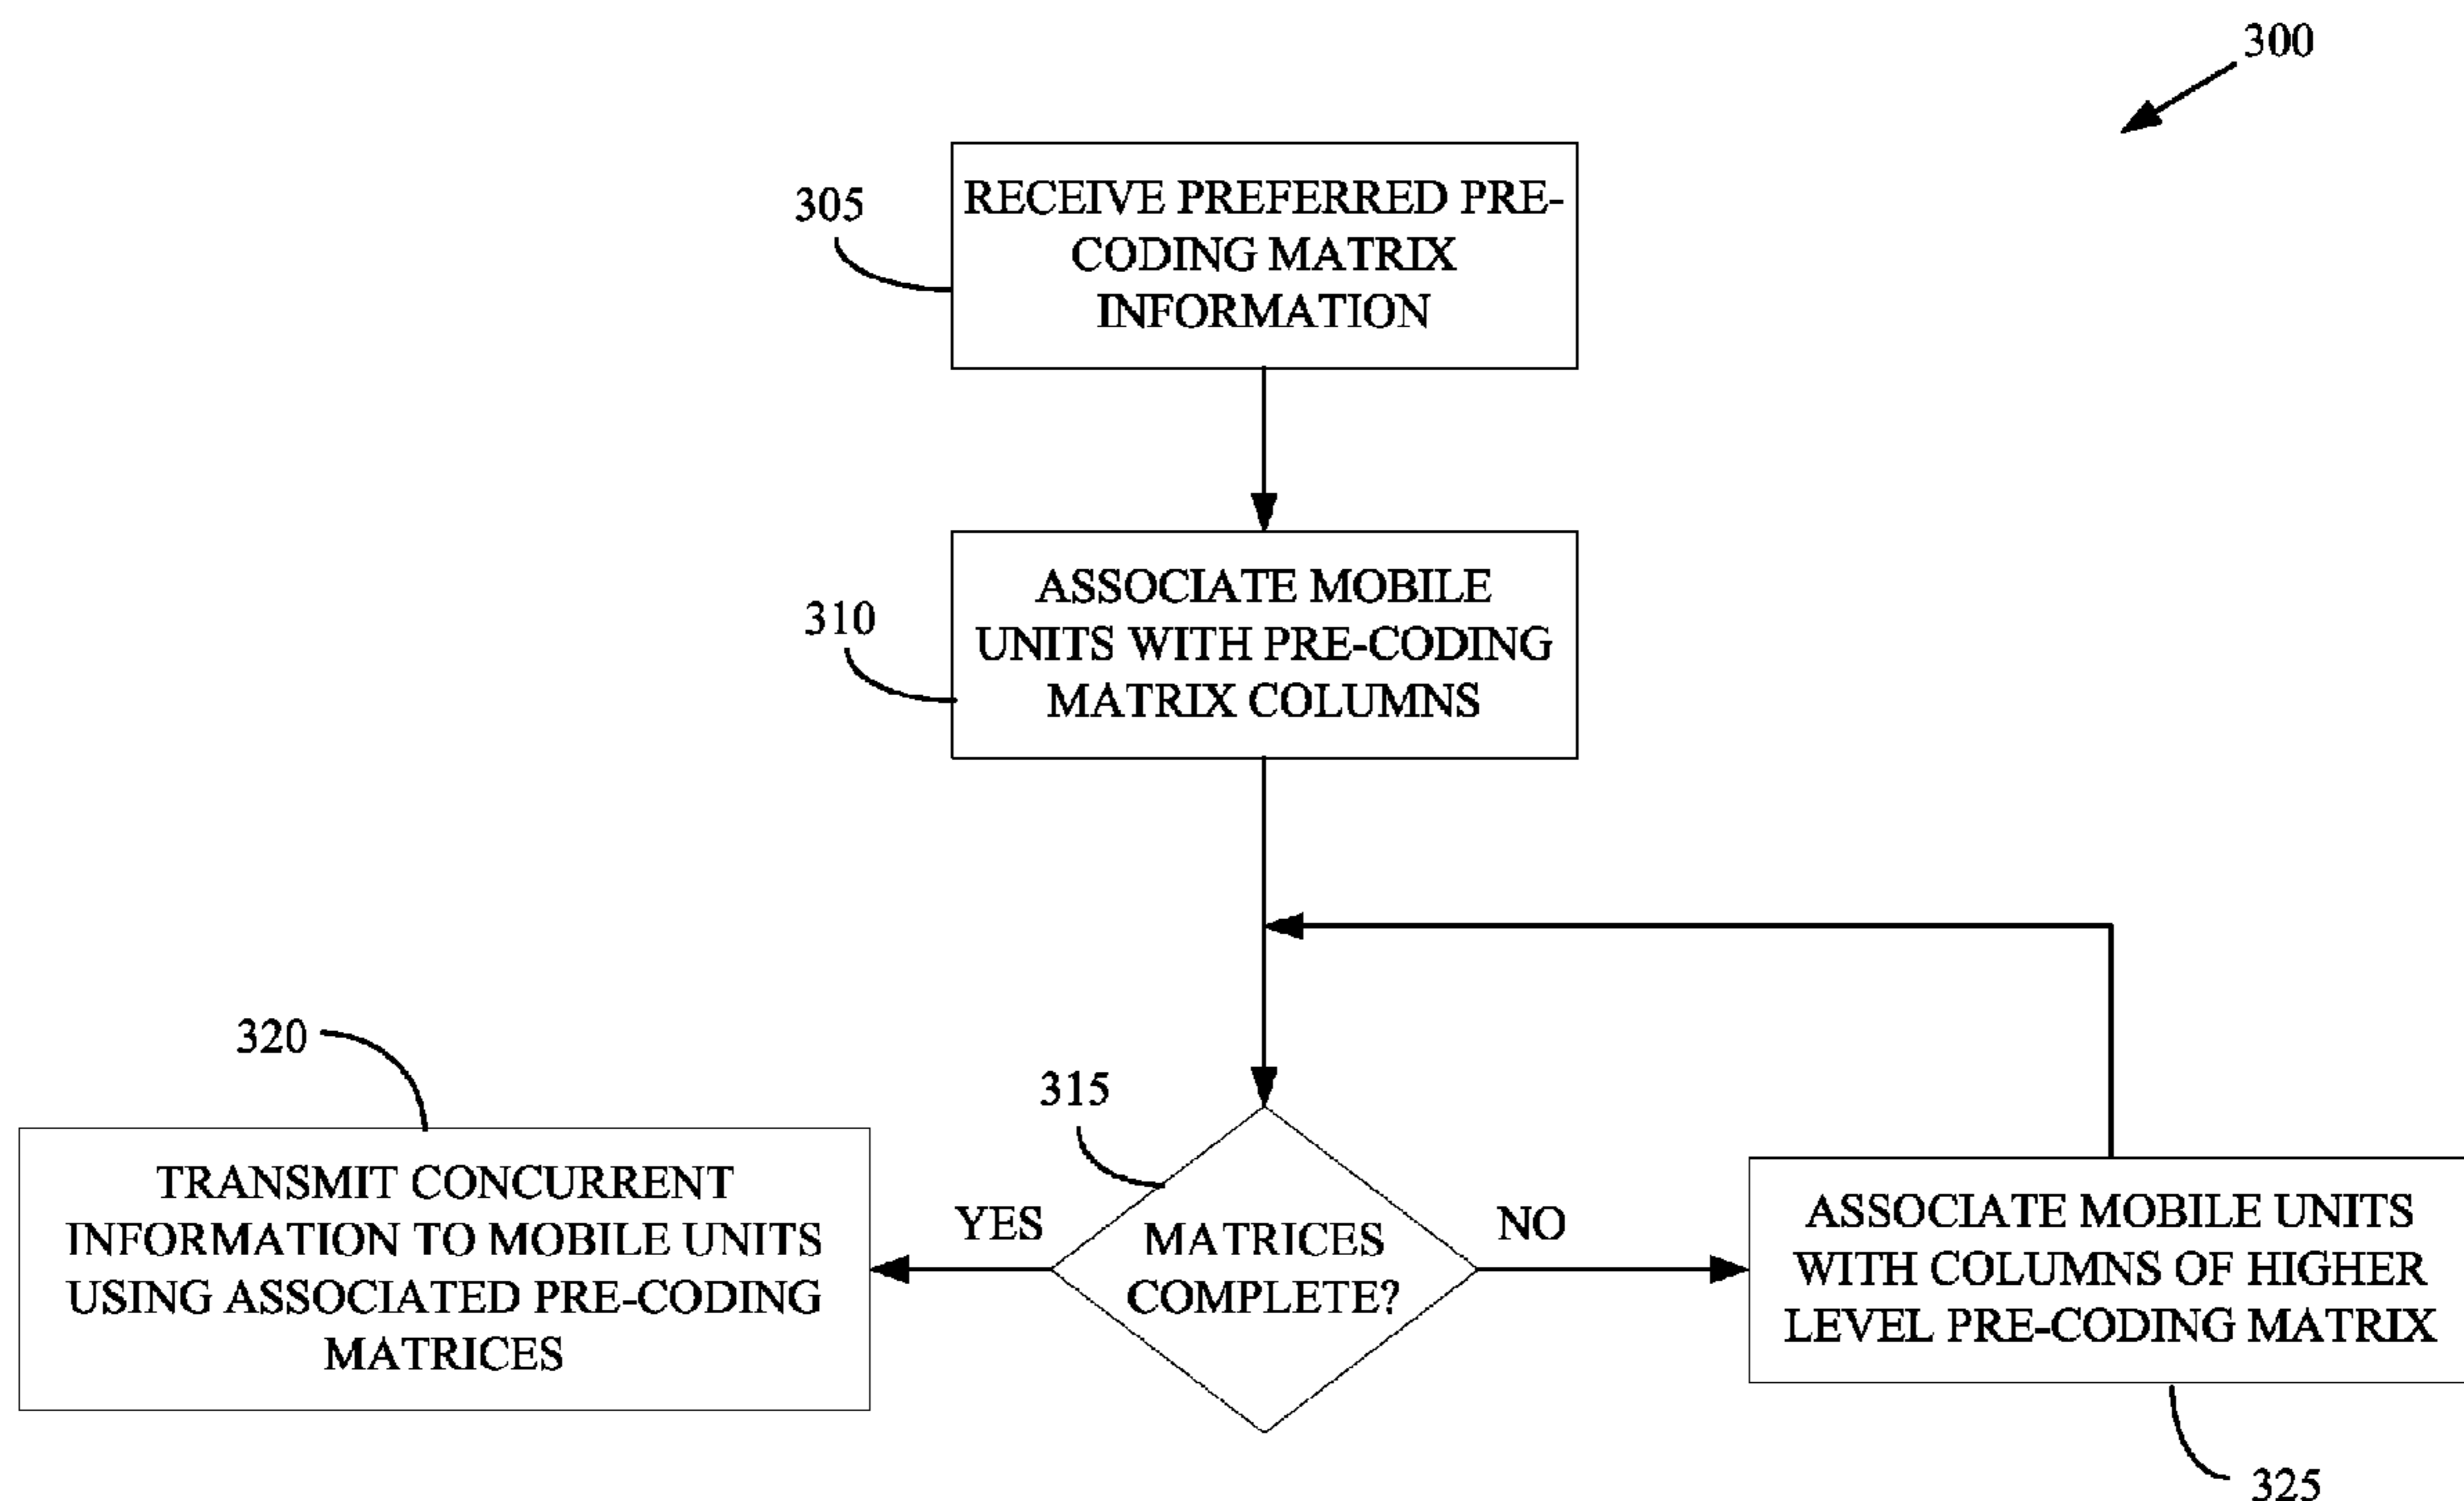 300
305
RECEIVE PREFERRED PRE-
CODING MATRIX
INFORMATION
310
ASSOCIATE MOBILE
UNITS WITH PRE-CODING
MATRIX COLUMNS
320
315
TRANSMIT CONCURRENT
INFORMATION TO MOBILE UNITS
USING ASSOCIATED PRE-CODING
MATRICES
YES
MATRICES
COMPLETE?
NO
ASSOCIATE MOBILE UNITS
WITH COLUMNS OF HIGHER
LEVEL PRE-CODING MATRIX
325